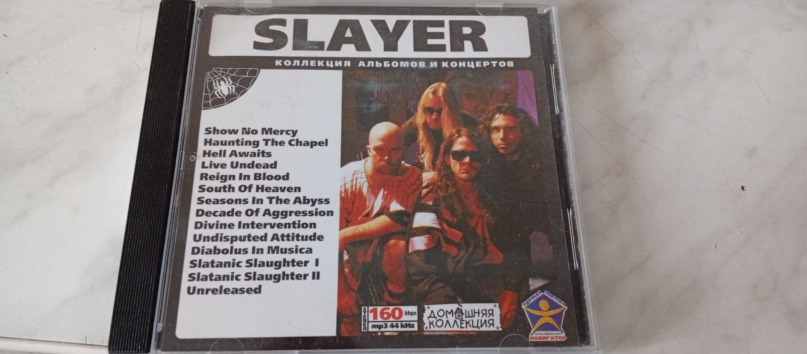 SLAYER
КОЛЛЕКЦИЯ АЛЬБОМОВ И КОНЦЕРТОВ
Show No Mercy
Haunting The Chapel
Hell Awaits
Live Undead
Reign In Blood
South Of Heaven
Seasons In The Abyss
Decade Of Aggression
Divine Intervention
Undisputed Attitude
Diabolus In Musica
Slatanic Slaughter I
Slatanic Slaughter II
Unreleased
160 kbps
mp3 44 kHz
ДОМАШНЯЯ
КОЛЛЕКЦИЯ
НАВИГАТОР